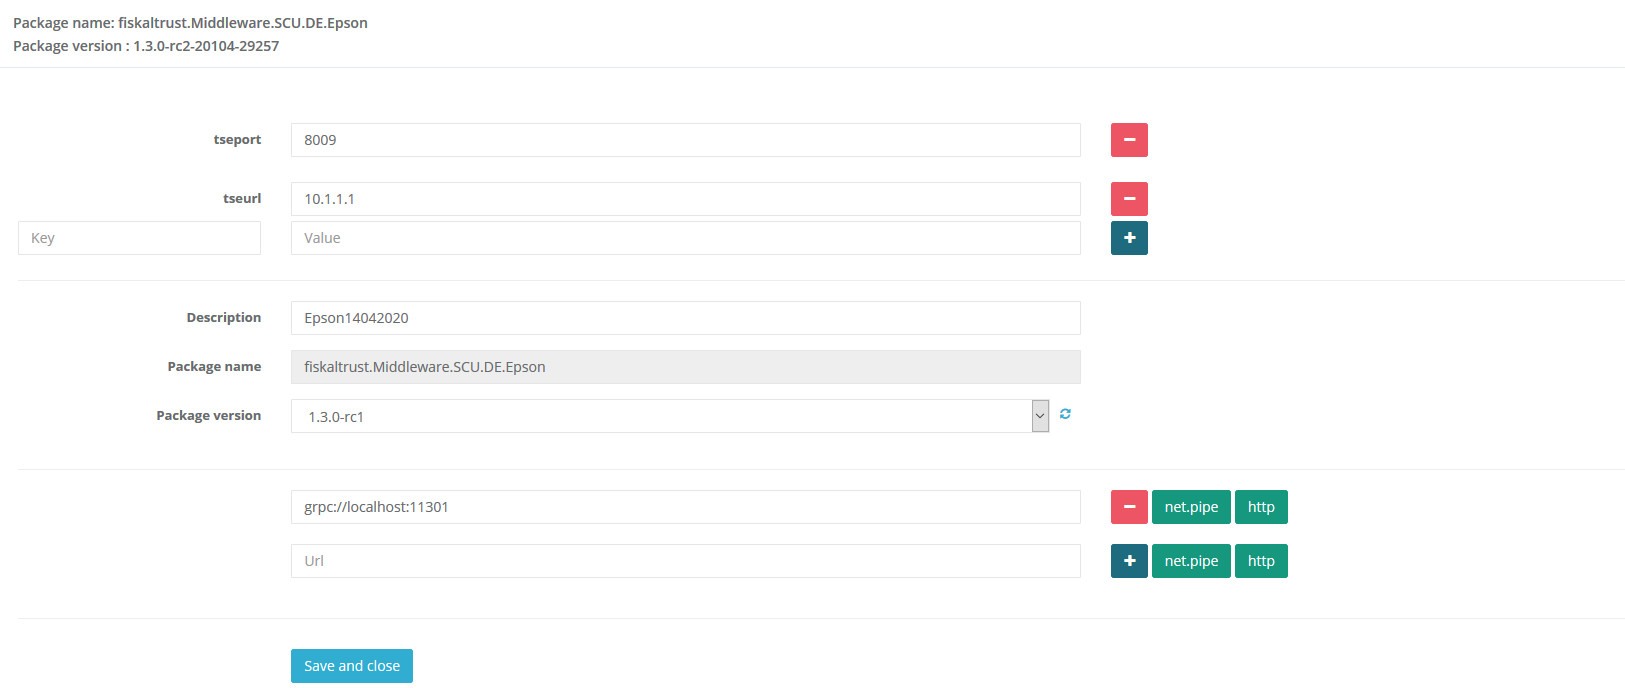 Package name: fiskaltrust.Middleware.SCU.DE.Epson
Package version : 1.3.0-rc2-20104-29257
tseport 8009
tseurl 10.1.1.1
Key Value
Description Epson14042020
Package name fiskaltrust.Middleware.SCU.DE.Epson
Package version 1.3.0-rc1
grpc://localhost:11301 net.pipe http
Url net.pipe http
Save and close